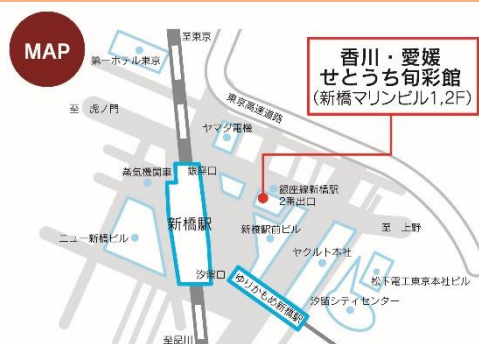 MAP
至東京
第一ホテル東京
香川・愛媛
せとうち旬彩館
(新橋マリンビル1,2F)
東京高速道路
至 虎ノ門
ヤマダ電機
蒸気機関車
銀座口
銀座線新橋駅
2番出口
新橋駅
至 上野
ニュー新橋ビル
新橋駅前ビル
ヤクルト本社
汐留口
ゆりかもめ新橋駅
松下電工東京本社ビル
汐留シティセンター
至品川